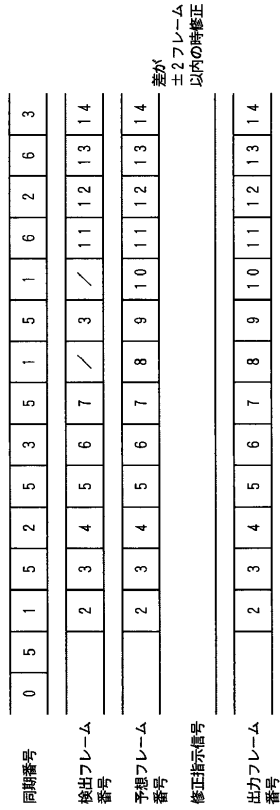 同期番号 0 5 1 5 2 5 3 5 1 5 1 6 2 6 3
検出フレーム番号 2 3 4 5 6 7 / 3 / 11 12 13 14
予想フレーム番号 2 3 4 5 6 7 8 9 10 11 12 13 14
差が
±2フレーム
以内の時修正
修正指示信号
出力フレーム番号 2 3 4 5 6 7 8 9 10 11 12 13 14